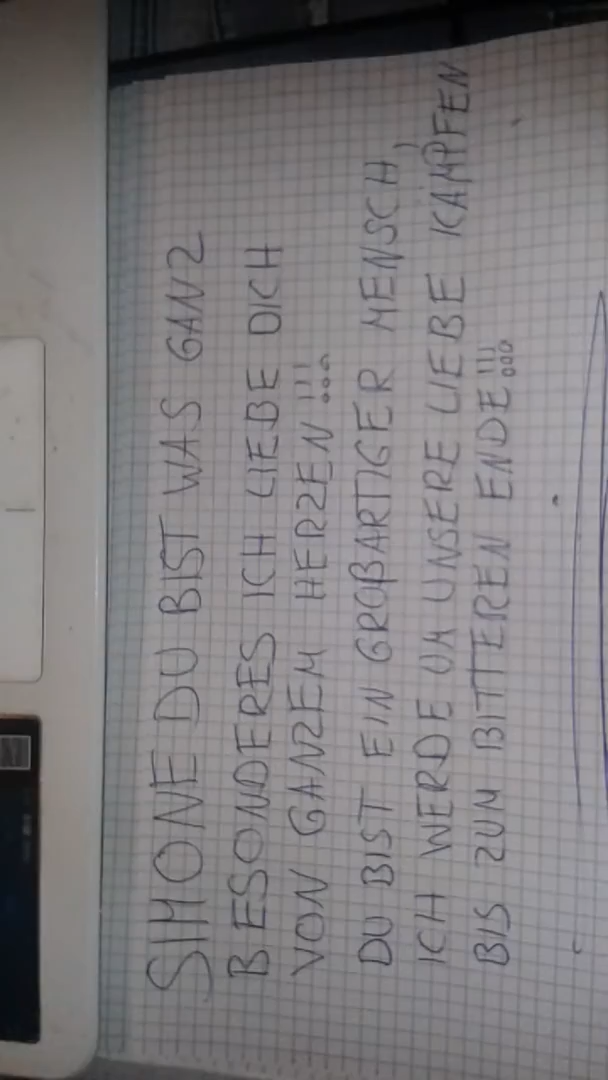 SIMONE DU BIST WAS GANZ
BESONDERES ICH LIEBE DICH
VON GANZEM HERZEN!!!
DU BIST EIN GROßARTIGER MENSCH,
ICH WERDE UM UNSERE LIEBE KÄMPFEN
BIS ZUM BITTEREN ENDE!!!